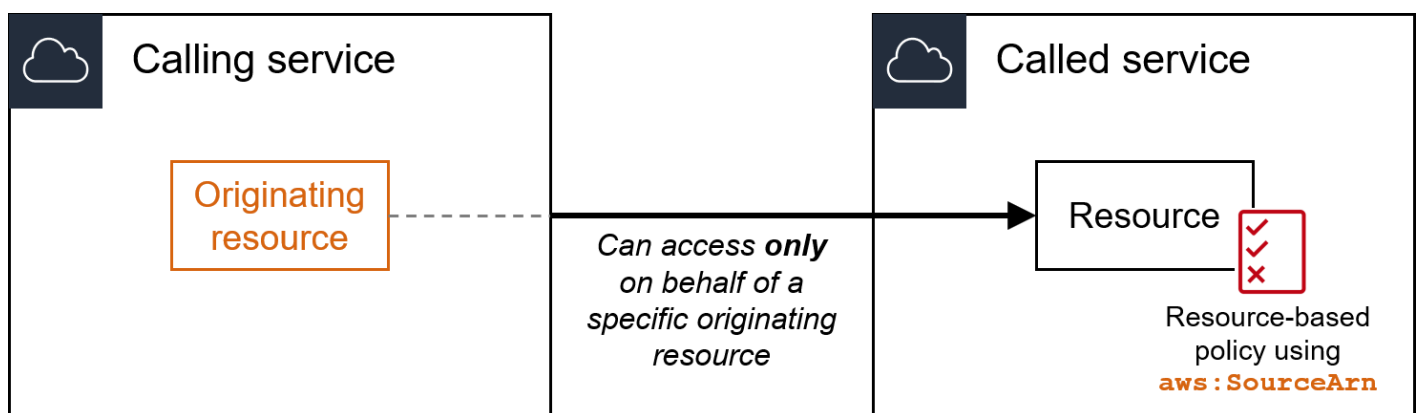 Calling service
Originating
resource
Can access only
on behalf of a
specific originating
resource
Called service
Resource
Resource-based
policy using
aws:SourceArn